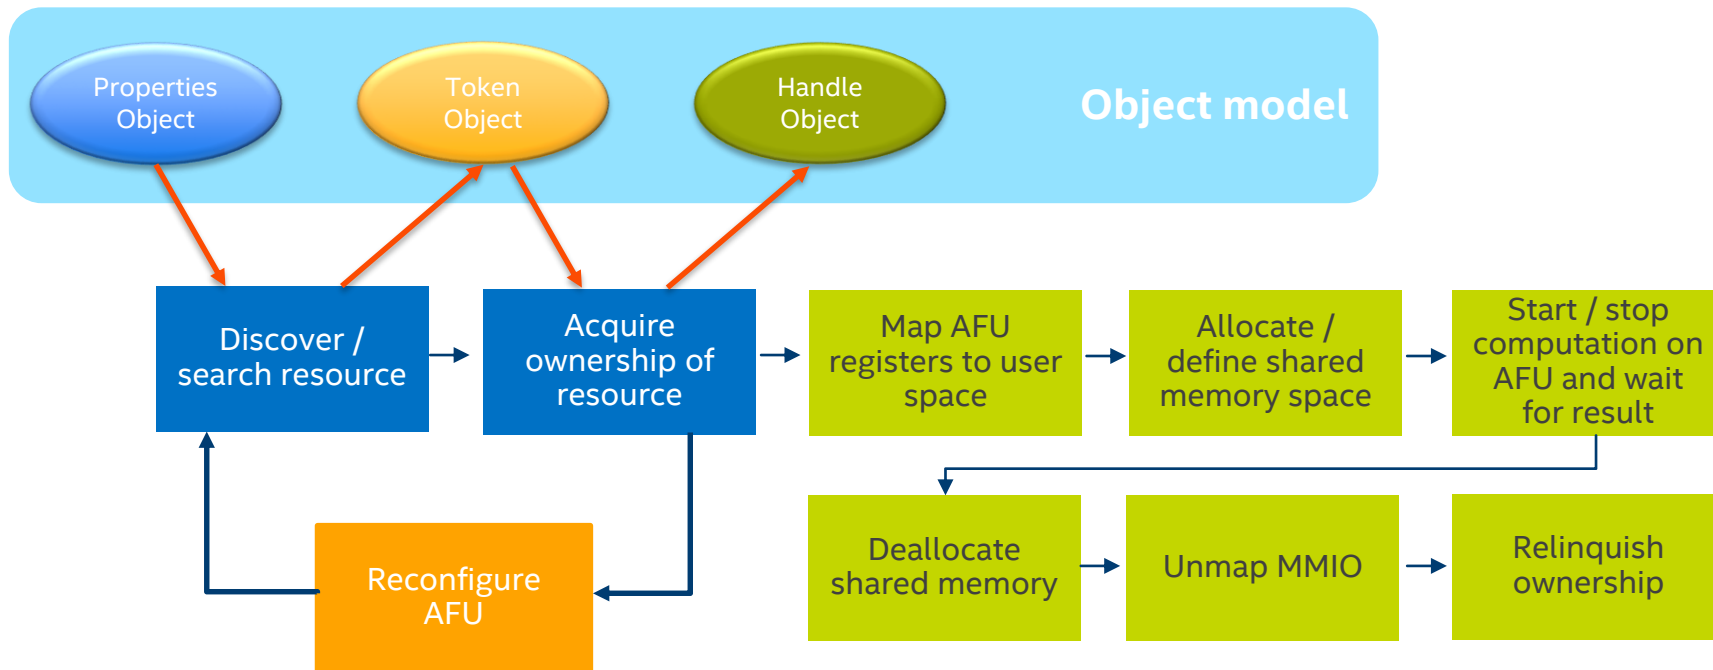 Properties
Object
Token
Object
Handle
Object
Object model
Discover /
search resource
Acquire
ownership of
resource
Map AFU
registers to user
space
Allocate /
define shared
memory space
Start / stop
computation on
AFU and wait
for result
Reconfigure
AFU
Deallocate
shared memory
Unmap MMIO
Relinquish
ownership